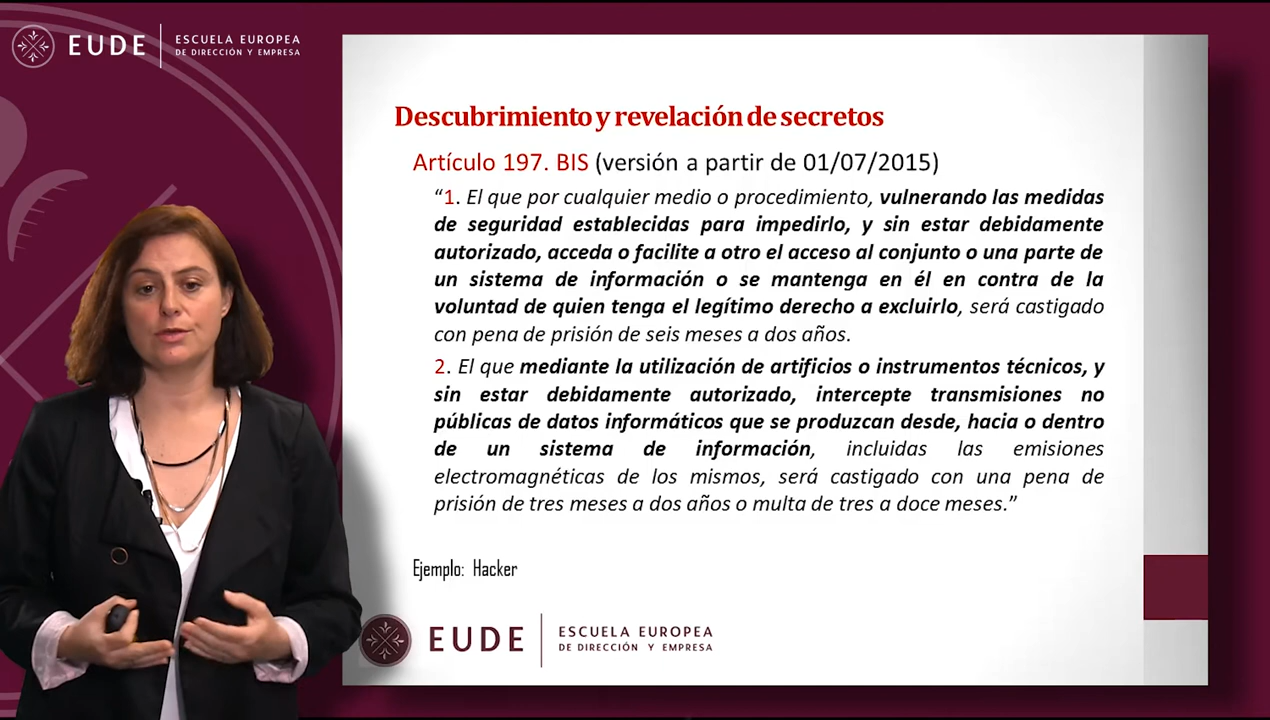 EUDE
ESCUELA EUROPEA
DE DIRECCIÓN Y EMPRESA
Descubrimiento y revelación de secretos
Artículo 197. BIS (versión a partir de 01/07/2015)
“1. El que por cualquier medio o procedimiento, vulnerando las medidas
de seguridad establecidas para impedirlo, y sin estar debidamente
autorizado, acceda o facilite a otro el acceso al conjunto o una parte de
un sistema de información o se mantenga en él en contra de la
voluntad de quien tenga el legítimo derecho a excluirlo, será castigado
con pena de prisión de seis meses a dos años.
2. El que mediante la utilización de artificios o instrumentos técnicos, y
sin estar debidamente autorizado, intercepte transmisiones no
públicas de datos informáticos que se produzcan desde, hacia o dentro
de un sistema de información, incluidas las emisiones
electromagnéticas de los mismos, será castigado con una pena de
prisión de tres meses a dos años o multa de tres a doce meses.”
Ejemplo: Hacker
EUDE
ESCUELA EUROPEA
DE DIRECCIÓN Y EMPRESA